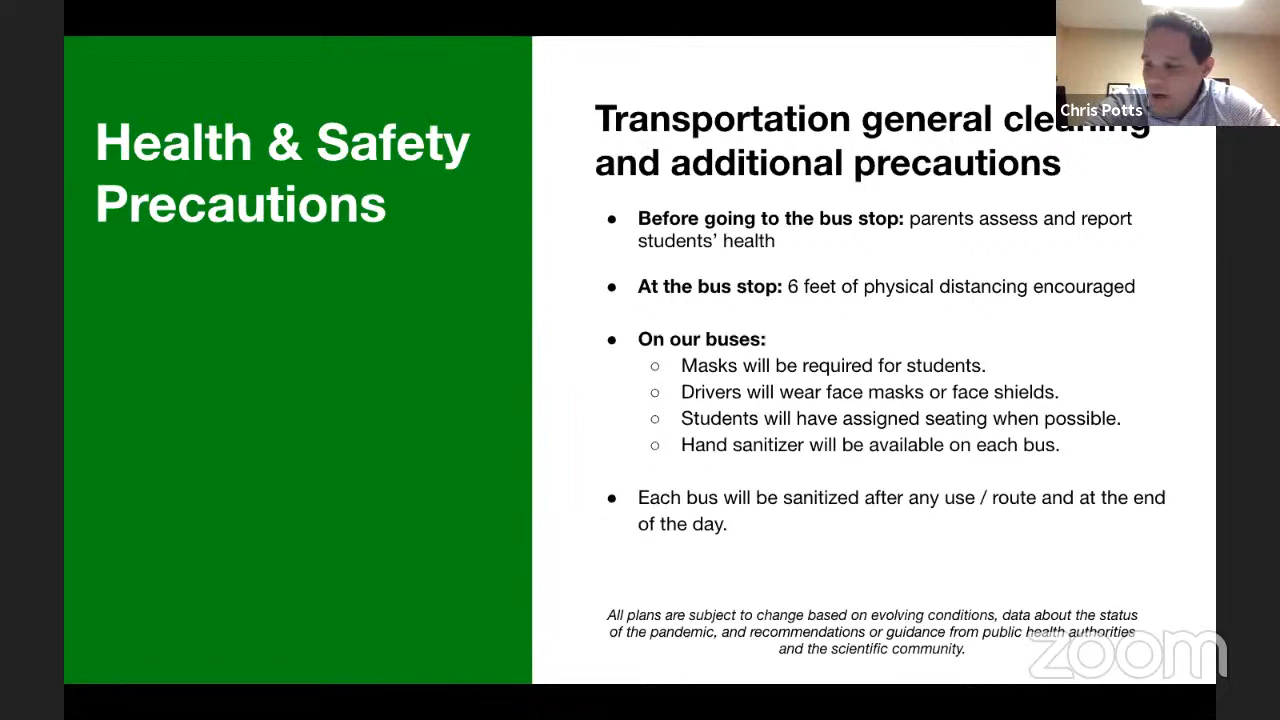 Health & Safety
Precautions
Chris Potts
Transportation general cleaning
and additional precautions
● Before going to the bus stop: parents assess and report
students’ health
● At the bus stop: 6 feet of physical distancing encouraged
● On our buses:
○ Masks will be required for students.
○ Drivers will wear face masks or face shields.
○ Students will have assigned seating when possible.
○ Hand sanitizer will be available on each bus.
● Each bus will be sanitized after any use / route and at the end
of the day.
All plans are subject to change based on evolving conditions, data about the status
of the pandemic, and recommendations or guidance from public health authorities
and the scientific community.
zoom